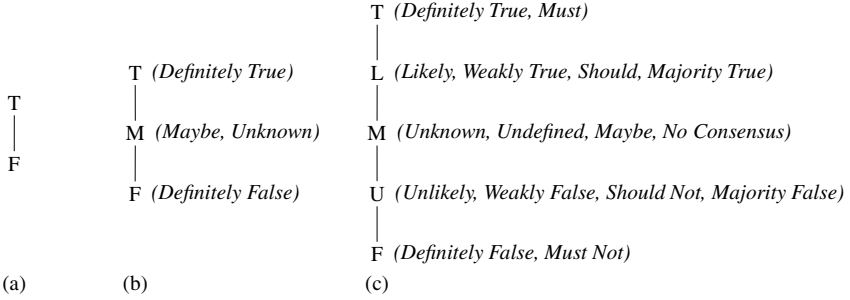 T
F
(a)
T (Definitely True)
M (Maybe, Unknown)
F (Definitely False)
(b)
T (Definitely True, Must)
L (Likely, Weakly True, Should, Majority True)
M (Unknown, Undefined, Maybe, No Consensus)
U (Unlikely, Weakly False, Should Not, Majority False)
F (Definitely False, Must Not)
(c)